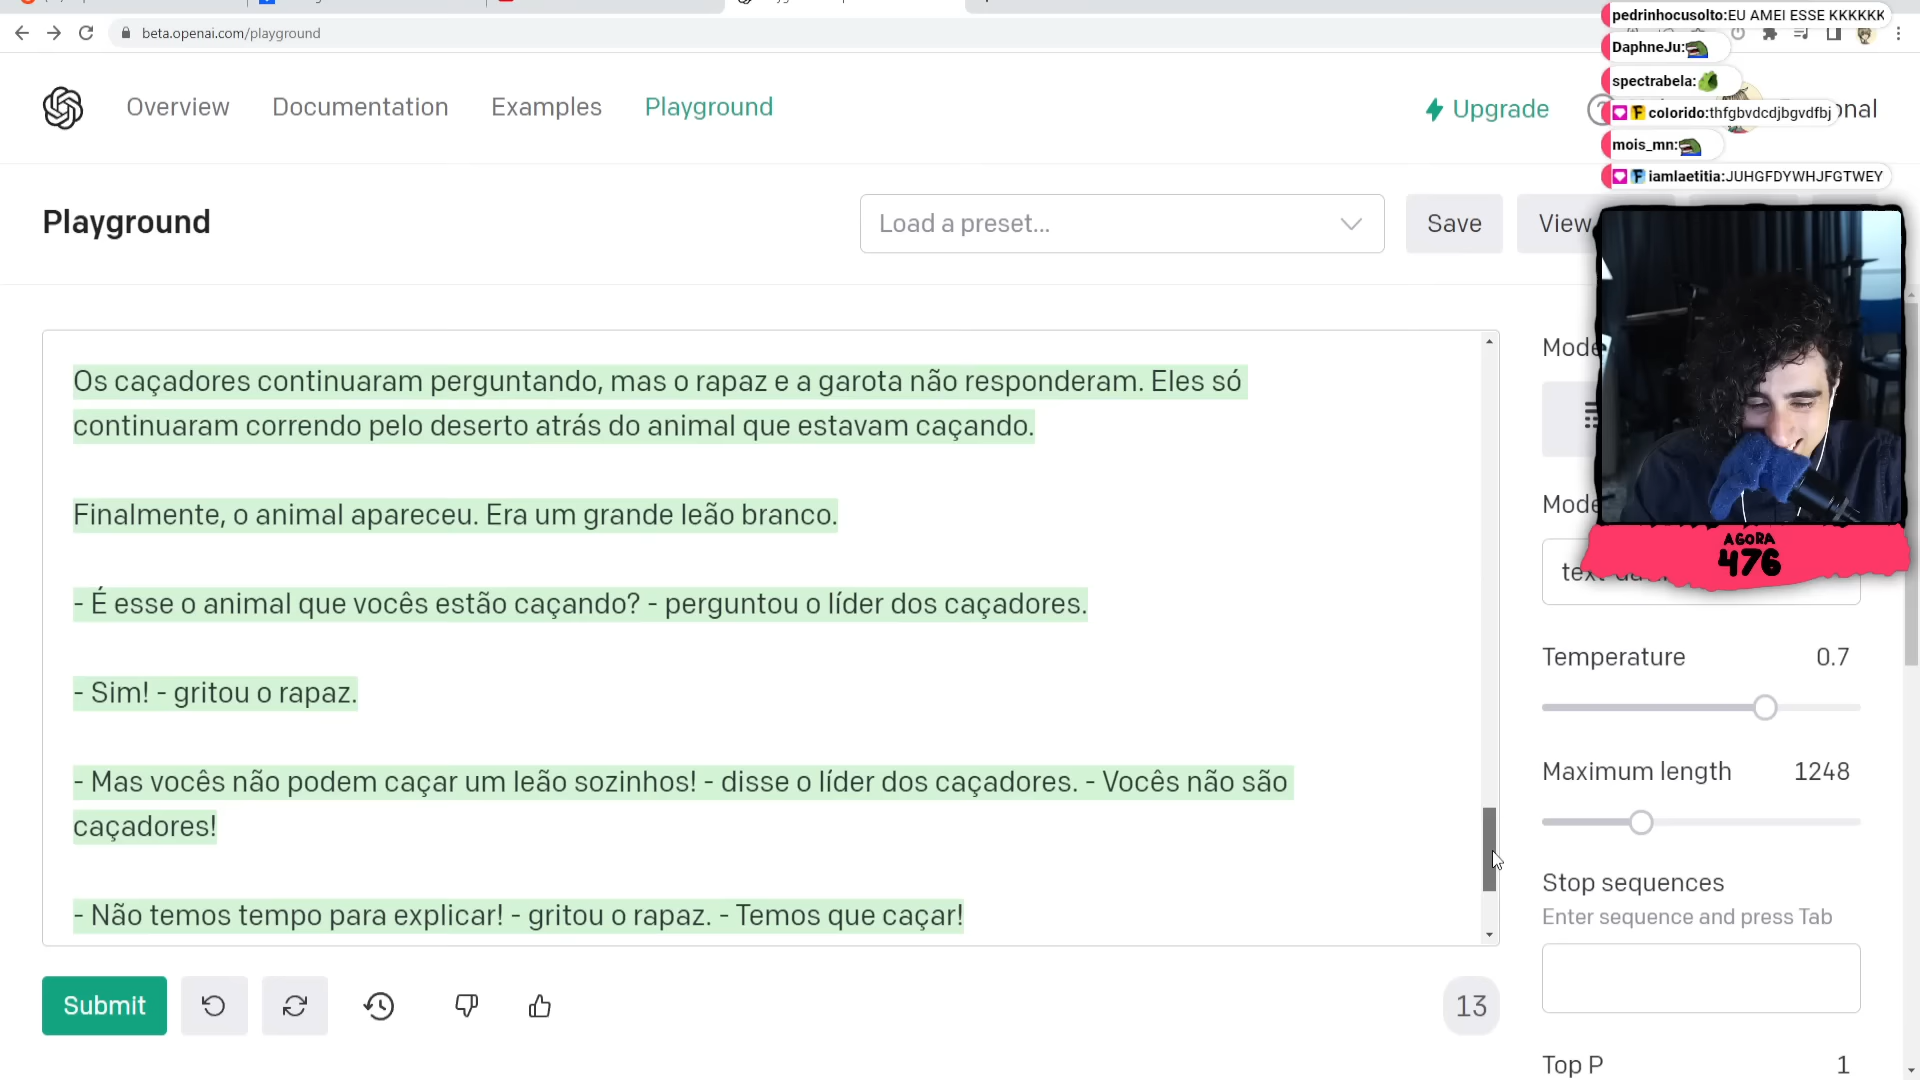 beta.openai.com/playground
pedrinhocusolto:EU AMEI ESSE KKKKKK
DaphneJu:
spectrabela:
colorido:thfgbvdcdjbgvdfbj
mois_mn:
iamlaetitia:JUHGFDYWHJFGTWEY
Overview Documentation Examples Playground Upgrade
Playground
Load a preset...
Save
View
Os caçadores continuaram perguntando, mas o rapaz e a garota não responderam. Eles só
continuaram correndo pelo deserto atrás do animal que estavam caçando.
Finalmente, o animal apareceu. Era um grande leão branco.
- É esse o animal que vocês estão caçando? - perguntou o líder dos caçadores.
- Sim! - gritou o rapaz.
- Mas vocês não podem caçar um leão sozinhos! - disse o líder dos caçadores. - Vocês não são
caçadores!
- Não temos tempo para explicar! - gritou o rapaz. - Temos que caçar!
Submit
13
AGORA
476
Temperature 0.7
Maximum length 1248
Stop sequences
Enter sequence and press Tab
Top P 1